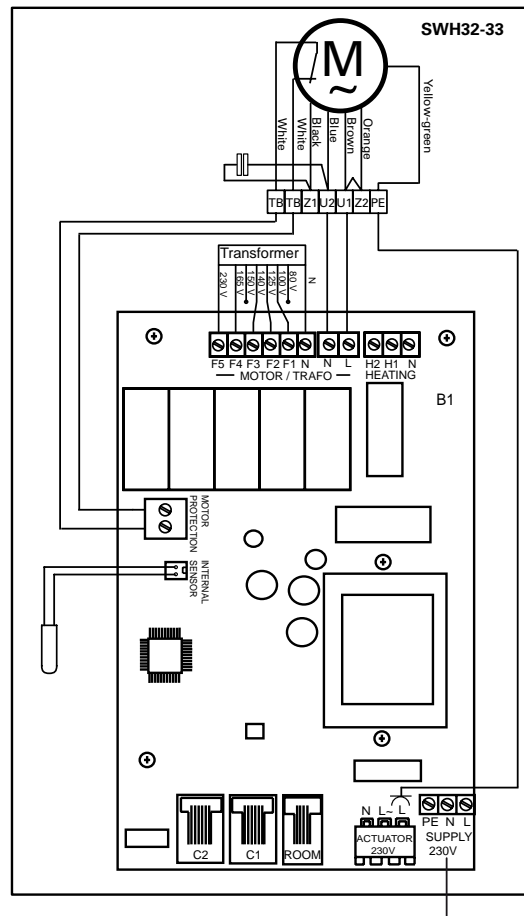 SWH32-33
M
~
White
White
Black
Blue
Brown
Orange
Yellow-green
TB TB Z1 U2 U1 Z2 PE
Transformer
230 V
165 V
150 V
140 V
125 V
100 V
80 V
N
F5 F4 F3 F2 F1 N N L H2 H1 N
MOTOR / TRAFO
HEATING
B1
MOTOR
PROTECTION
INTERNAL
SENSOR
N L~ L
PE N L
SUPPLY
230V
ACTUATOR
230V
C2
C1
ROOM